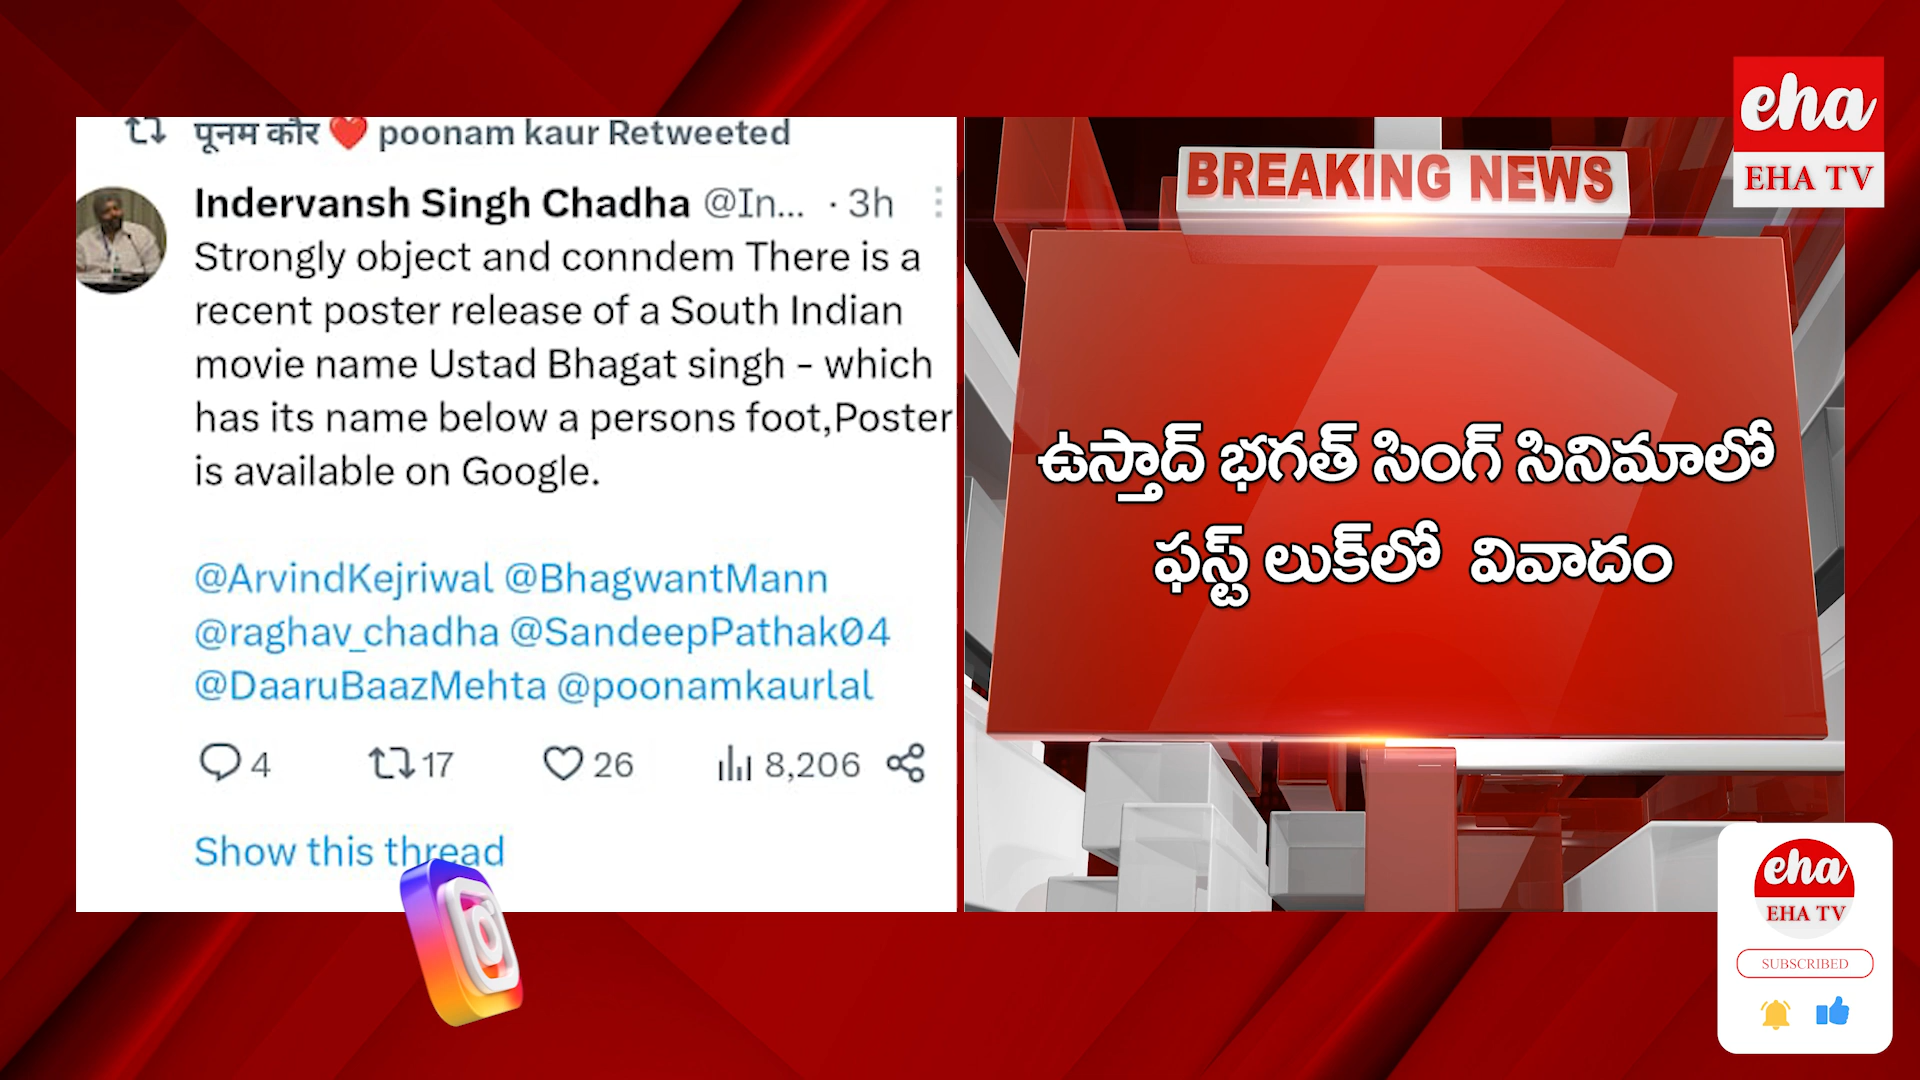 पूनम कौर ❤️ poonam kaur Retweeted
Indervansh Singh Chadha @In... · 3h
Strongly object and conndem There is a
recent poster release of a South Indian
movie name Ustad Bhagat singh - which
has its name below a persons foot,Poster
is available on Google.
@ArvindKejriwal @BhagwantMann
@raghav_chadha @SandeepPathak04
@DaaruBaazMehta @poonamkaurlal
4 17 26 8,206
Show this thread
BREAKING NEWS
ఉస్తాద్ భగత్ సింగ్ సినిమాలో
ఫస్ట్ లుక్‌లో వివాదం
eha
EHA TV
eha
EHA TV
SUBSCRIBED